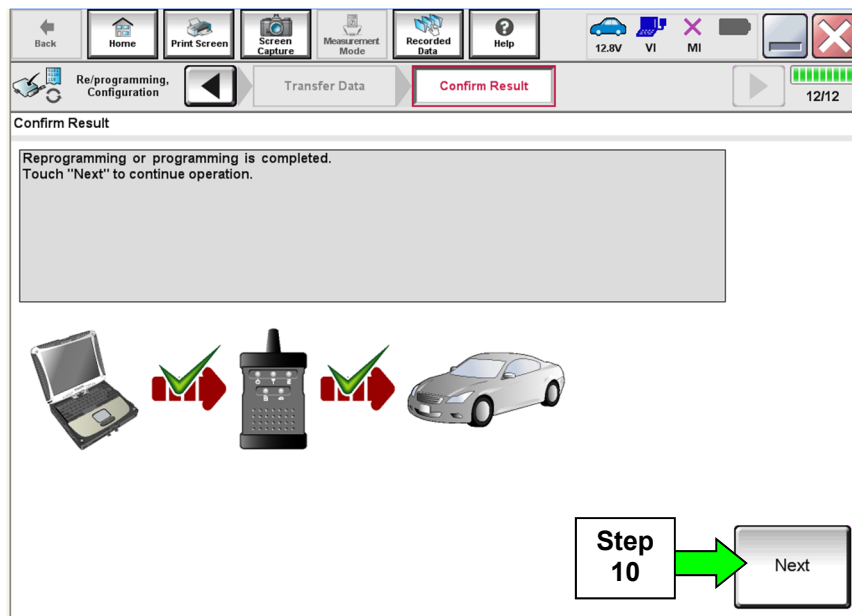 Back
Home
Print Screen
Screen
Capture
Measurement
Mode
Recorded
Data
Help
12.8V
VI
MI
Re/programming,
Configuration
Transfer Data
Confirm Result
12/12
Confirm Result
Reprogramming or programming is completed.
Touch "Next" to continue operation.
Step
10
Next